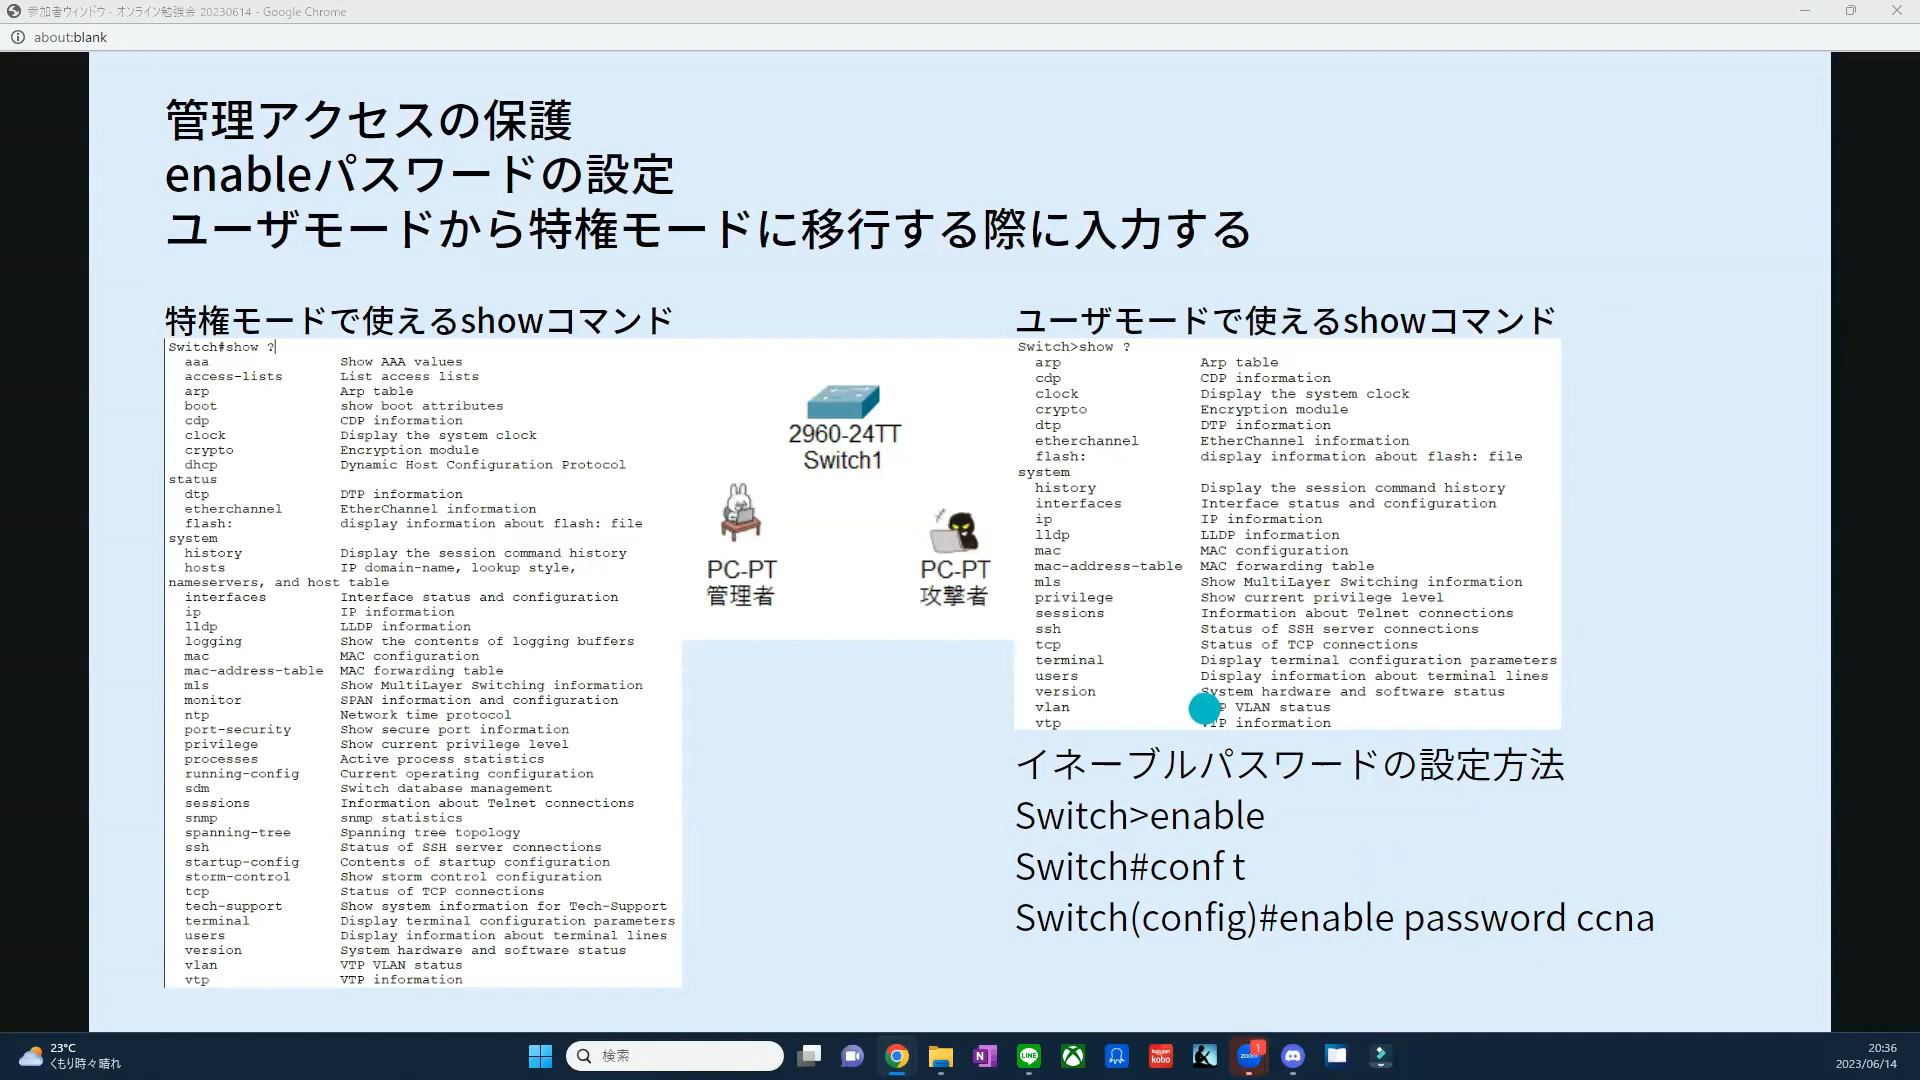 参加者ウィンドウ - オンライン勉強会 20230614 - Google Chrome
about:blank
管理アクセスの保護
enableパスワードの設定
ユーザモードから特権モードに移行する際に入力する
特権モードで使えるshowコマンド
Switch#show ?
aaa Show AAA values
access-lists List access lists
arp Arp table
boot show boot attributes
cdp CDP information
clock Display the system clock
crypto Encryption module
dhcp Dynamic Host Configuration Protocol
status
dtp DTP information
etherchannel EtherChannel information
flash: display information about flash: file
system
history Display the session command history
hosts IP domain-name, lookup style,
nameservers, and host table
interfaces Interface status and configuration
ip IP information
lldp LLDP information
logging Show the contents of logging buffers
mac MAC configuration
mac-address-table MAC forwarding table
mls Show MultiLayer Switching information
monitor SPAN information and configuration
ntp Network time protocol
port-security Show secure port information
privilege Show current privilege level
processes Active process statistics
running-config Current operating configuration
sdm Switch database management
sessions Information about Telnet connections
snmp snmp statistics
spanning-tree Spanning tree topology
ssh Status of SSH server connections
startup-config Contents of startup configuration
storm-control Show storm control configuration
tcp Status of TCP connections
tech-support Show system information for Tech-Support
terminal Display terminal configuration parameters
users Display information about terminal lines
version System hardware and software status
vlan VTP VLAN status
vtp VTP information
2960-24TT
Switch1
PC-PT
管理者
PC-PT
攻撃者
ユーザモードで使えるshowコマンド
Switch>show ?
arp Arp table
cdp CDP information
clock Display the system clock
crypto Encryption module
dtp DTP information
etherchannel EtherChannel information
flash: display information about flash: file
system
history Display the session command history
interfaces Interface status and configuration
ip IP information
lldp LLDP information
mac MAC configuration
mac-address-table MAC forwarding table
mls Show MultiLayer Switching information
privilege Show current privilege level
sessions Information about Telnet connections
ssh Status of SSH server connections
tcp Status of TCP connections
terminal Display terminal configuration parameters
users Display information about terminal lines
version System hardware and software status
vlan VLAN status
vtp VTP information
イネーブルパスワードの設定方法
Switch>enable
Switch#conf t
Switch(config)#enable password ccna
23°C
くもり時々晴れ
検索
Rakuten kobo
zoom
1
20:36
2023/06/14